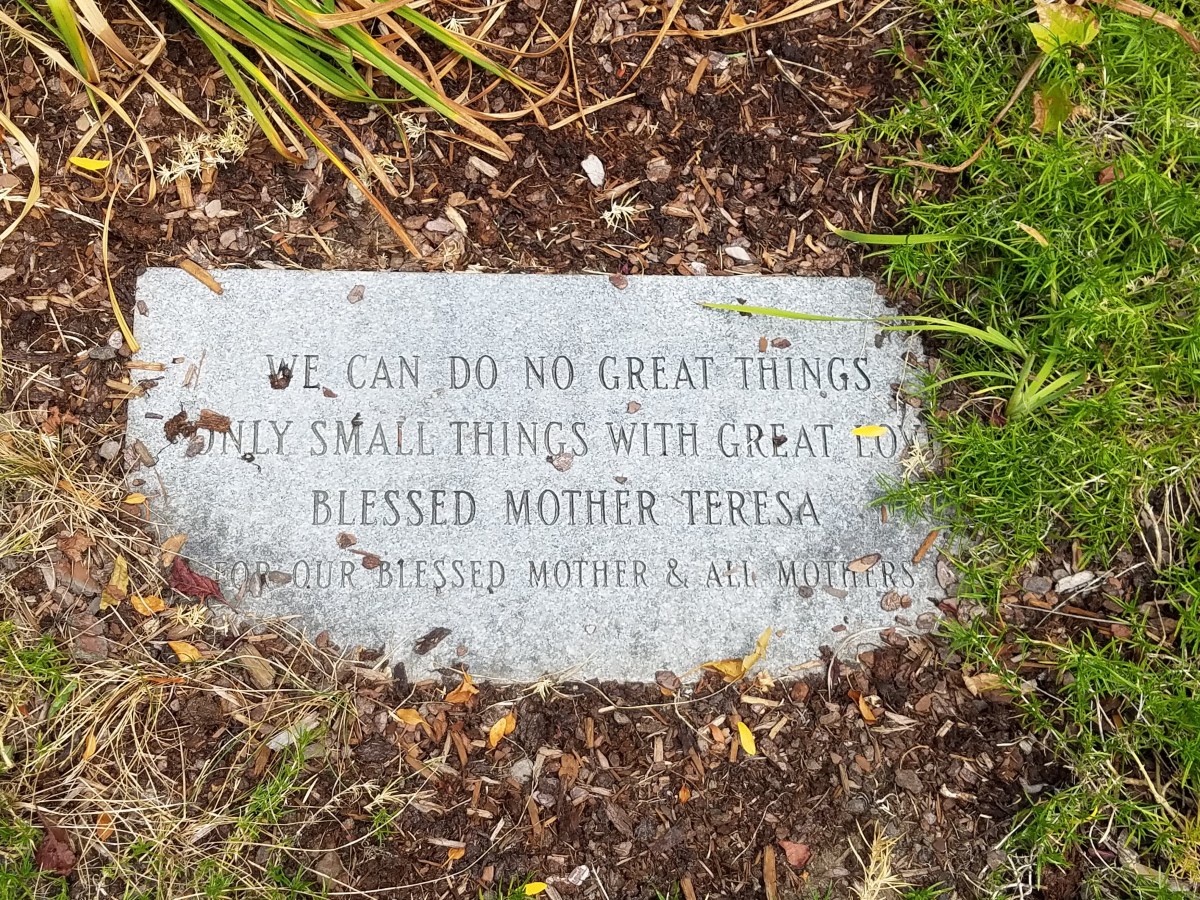 WE CAN DO NO GREAT THINGS
ONLY SMALL THINGS WITH GREAT LOVE
BLESSED MOTHER TERESA
FOR OUR BLESSED MOTHER & ALL MOTHERS